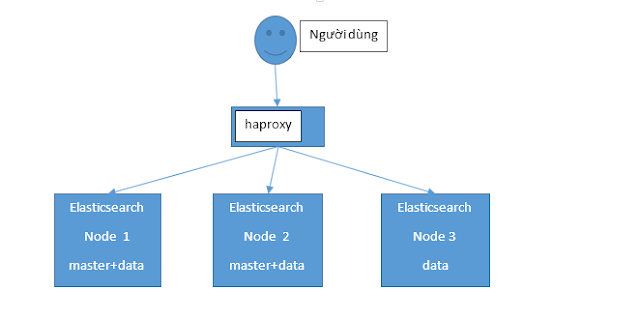 Người dùng
haproxy
Elasticsearch
Node 1
master+data
Elasticsearch
Node 2
master+data
Elasticsearch
Node 3
data